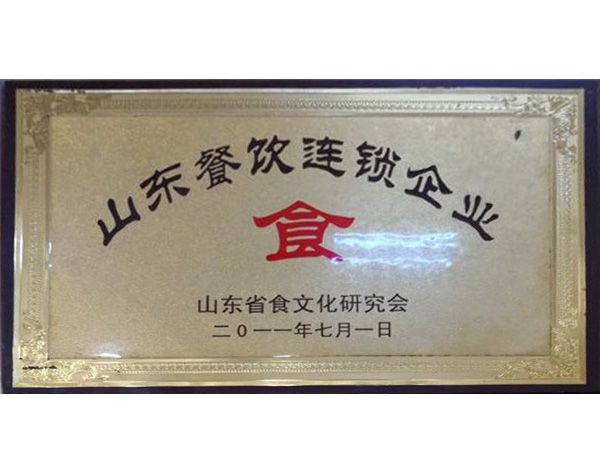 山东餐饮连锁企业
食
山东省食文化研究会
二０一一年七月一日